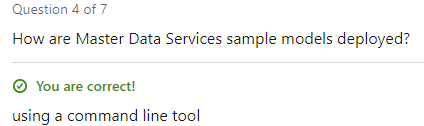 Question 4 of 7
How are Master Data Services sample models deployed?
You are correct!
using a command line tool